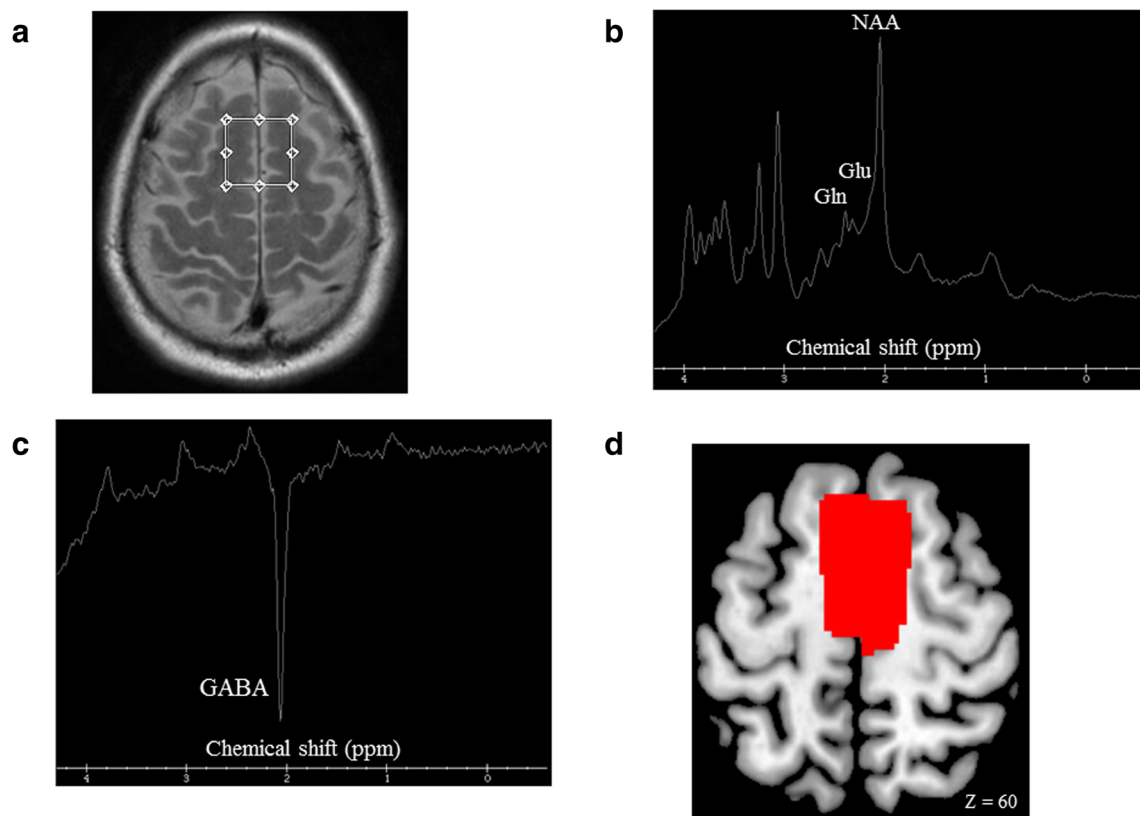 a
b
NAA
Glu
Gln
Chemical shift (ppm)
4 3 2 1 0
c
GABA
Chemical shift (ppm)
4 3 2 1 0
d
Z = 60